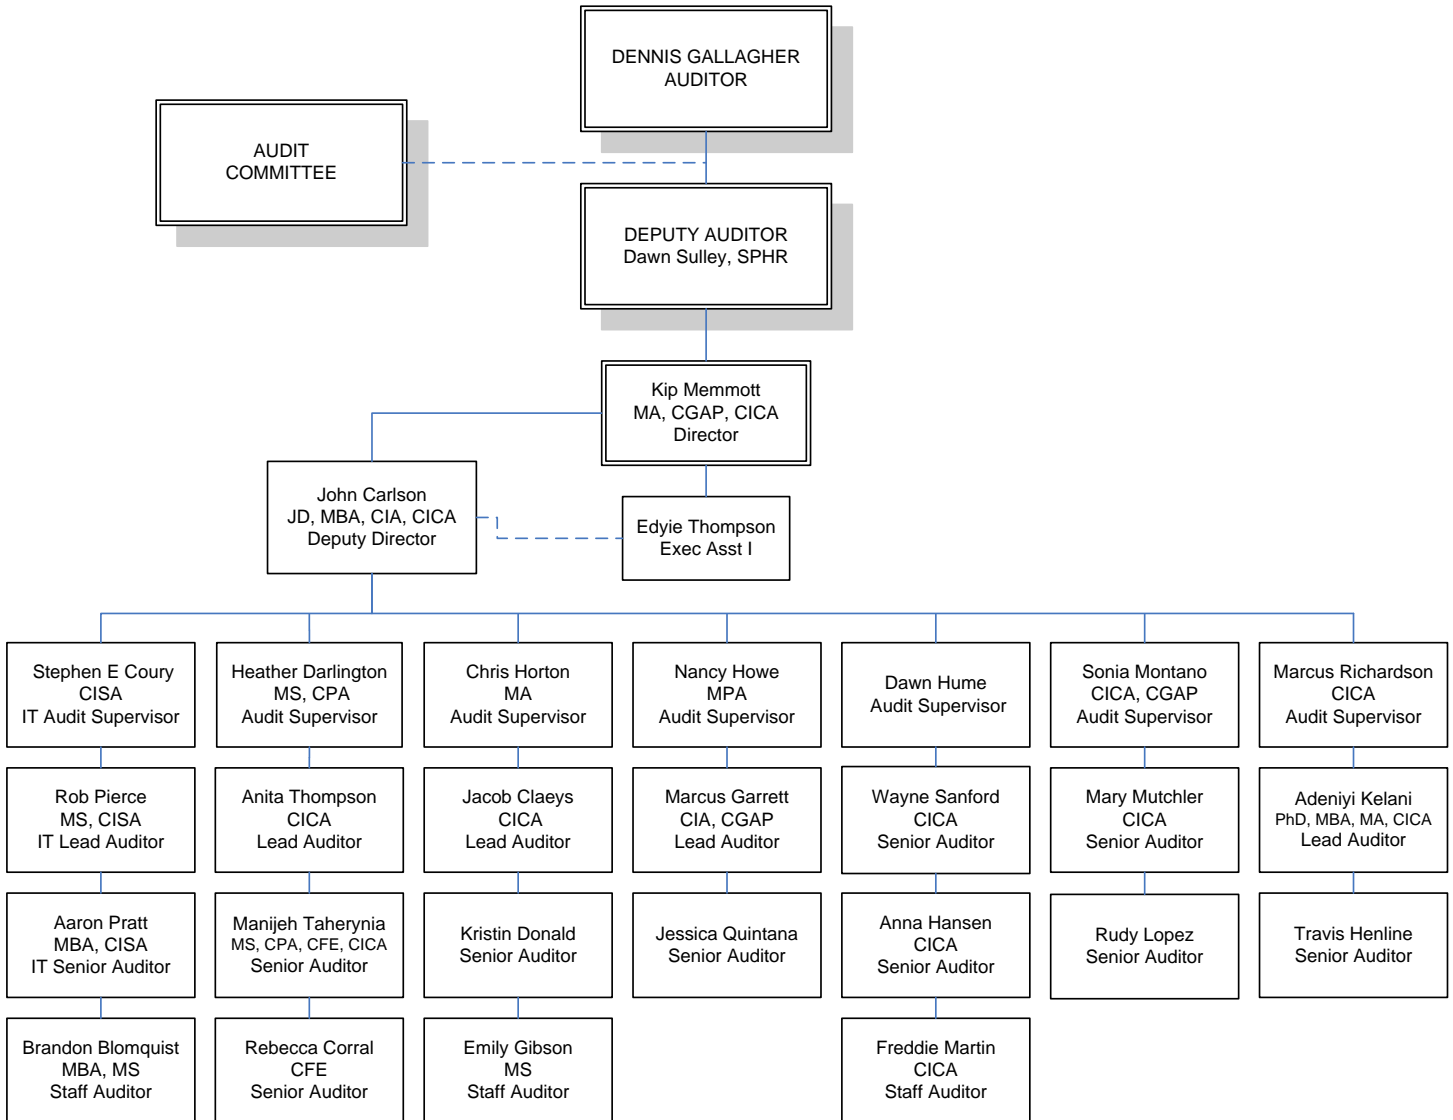 DENNIS GALLAGHER
AUDITOR
AUDIT
COMMITTEE
DEPUTY AUDITOR
Dawn Sulley, SPHR
Kip Memmott
MA, CGAP, CICA
Director
John Carlson
JD, MBA, CIA, CICA
Deputy Director
Edyie Thompson
Exec Asst I
Stephen E Coury
CISA
IT Audit Supervisor
Heather Darlington
MS, CPA
Audit Supervisor
Chris Horton
MA
Audit Supervisor
Nancy Howe
MPA
Audit Supervisor
Dawn Hume
Audit Supervisor
Sonia Montano
CICA, CGAP
Audit Supervisor
Marcus Richardson
CICA
Audit Supervisor
Rob Pierce
MS, CISA
IT Lead Auditor
Anita Thompson
CICA
Lead Auditor
Jacob Claeys
CICA
Lead Auditor
Marcus Garrett
CIA, CGAP
Lead Auditor
Wayne Sanford
CICA
Senior Auditor
Mary Mutchler
CICA
Senior Auditor
Adeniyi Kelani
PhD, MBA, MA, CICA
Lead Auditor
Aaron Pratt
MBA, CISA
IT Senior Auditor
Manijeh Taherynia
MS, CPA, CFE, CICA
Senior Auditor
Kristin Donald
Senior Auditor
Jessica Quintana
Senior Auditor
Anna Hansen
CICA
Senior Auditor
Rudy Lopez
Senior Auditor
Travis Henline
Senior Auditor
Brandon Blomquist
MBA, MS
Staff Auditor
Rebecca Corral
CFE
Senior Auditor
Emily Gibson
MS
Staff Auditor
Freddie Martin
CICA
Staff Auditor